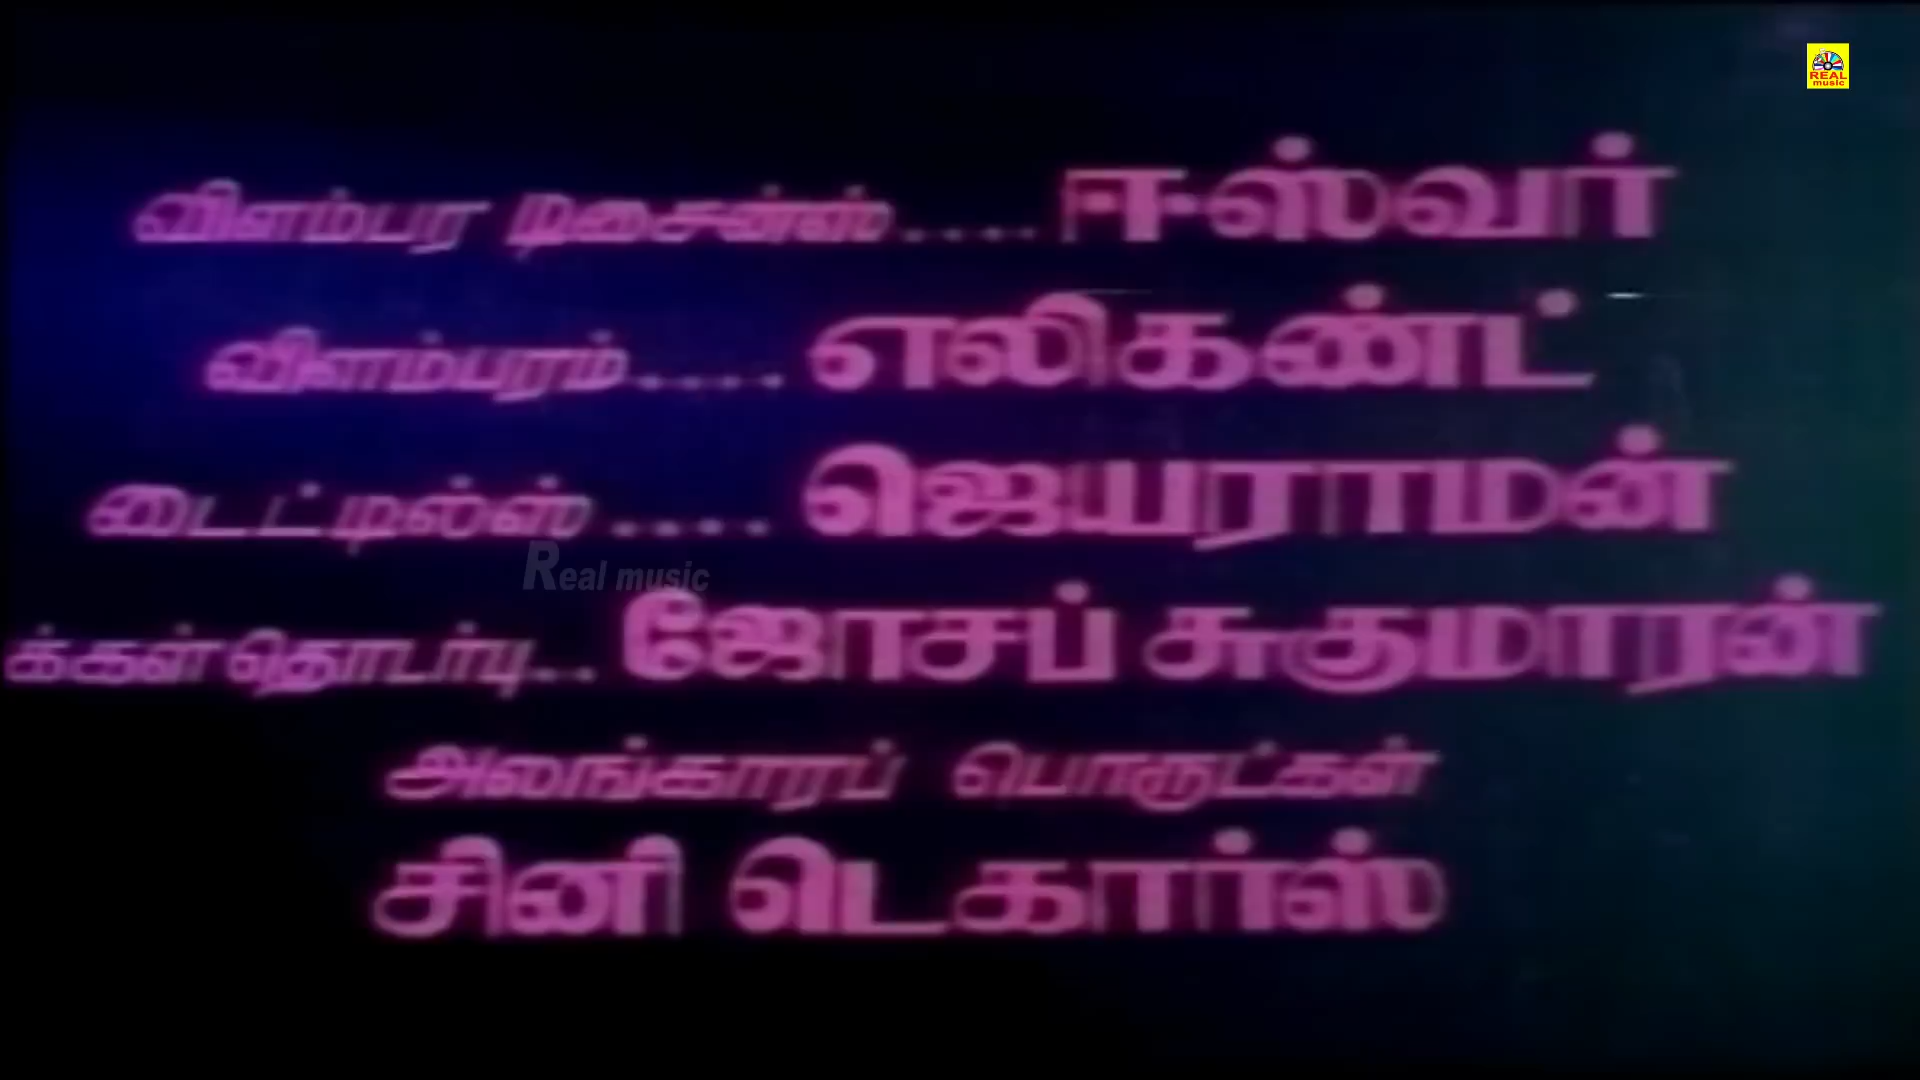 REAL
music
விளம்பர டிசைன்ஸ்.... ஈஸ்வர்
விளம்பரம்.... எலிகண்ட்
டைட்டில்ஸ்.... ஜெயராமன்
Real music
க்கள் தொடர்பு.. ஜோசப் சுகுமாரன்
அலங்காரப் பொருட்கள்
சினி டெகார்ஸ்